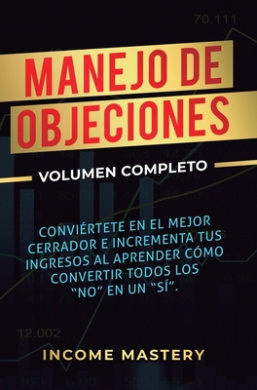 70.111
MANEJO DE
OBJECIONES
VOLUMEN COMPLETO
CONVIÉRTETE EN EL MEJOR
CERRADOR E INCREMENTA TUS
INGRESOS AL APRENDER CÓMO
CONVERTIR TODOS LOS
“NO” EN UN “SÍ”.
12.002
INCOME MASTERY